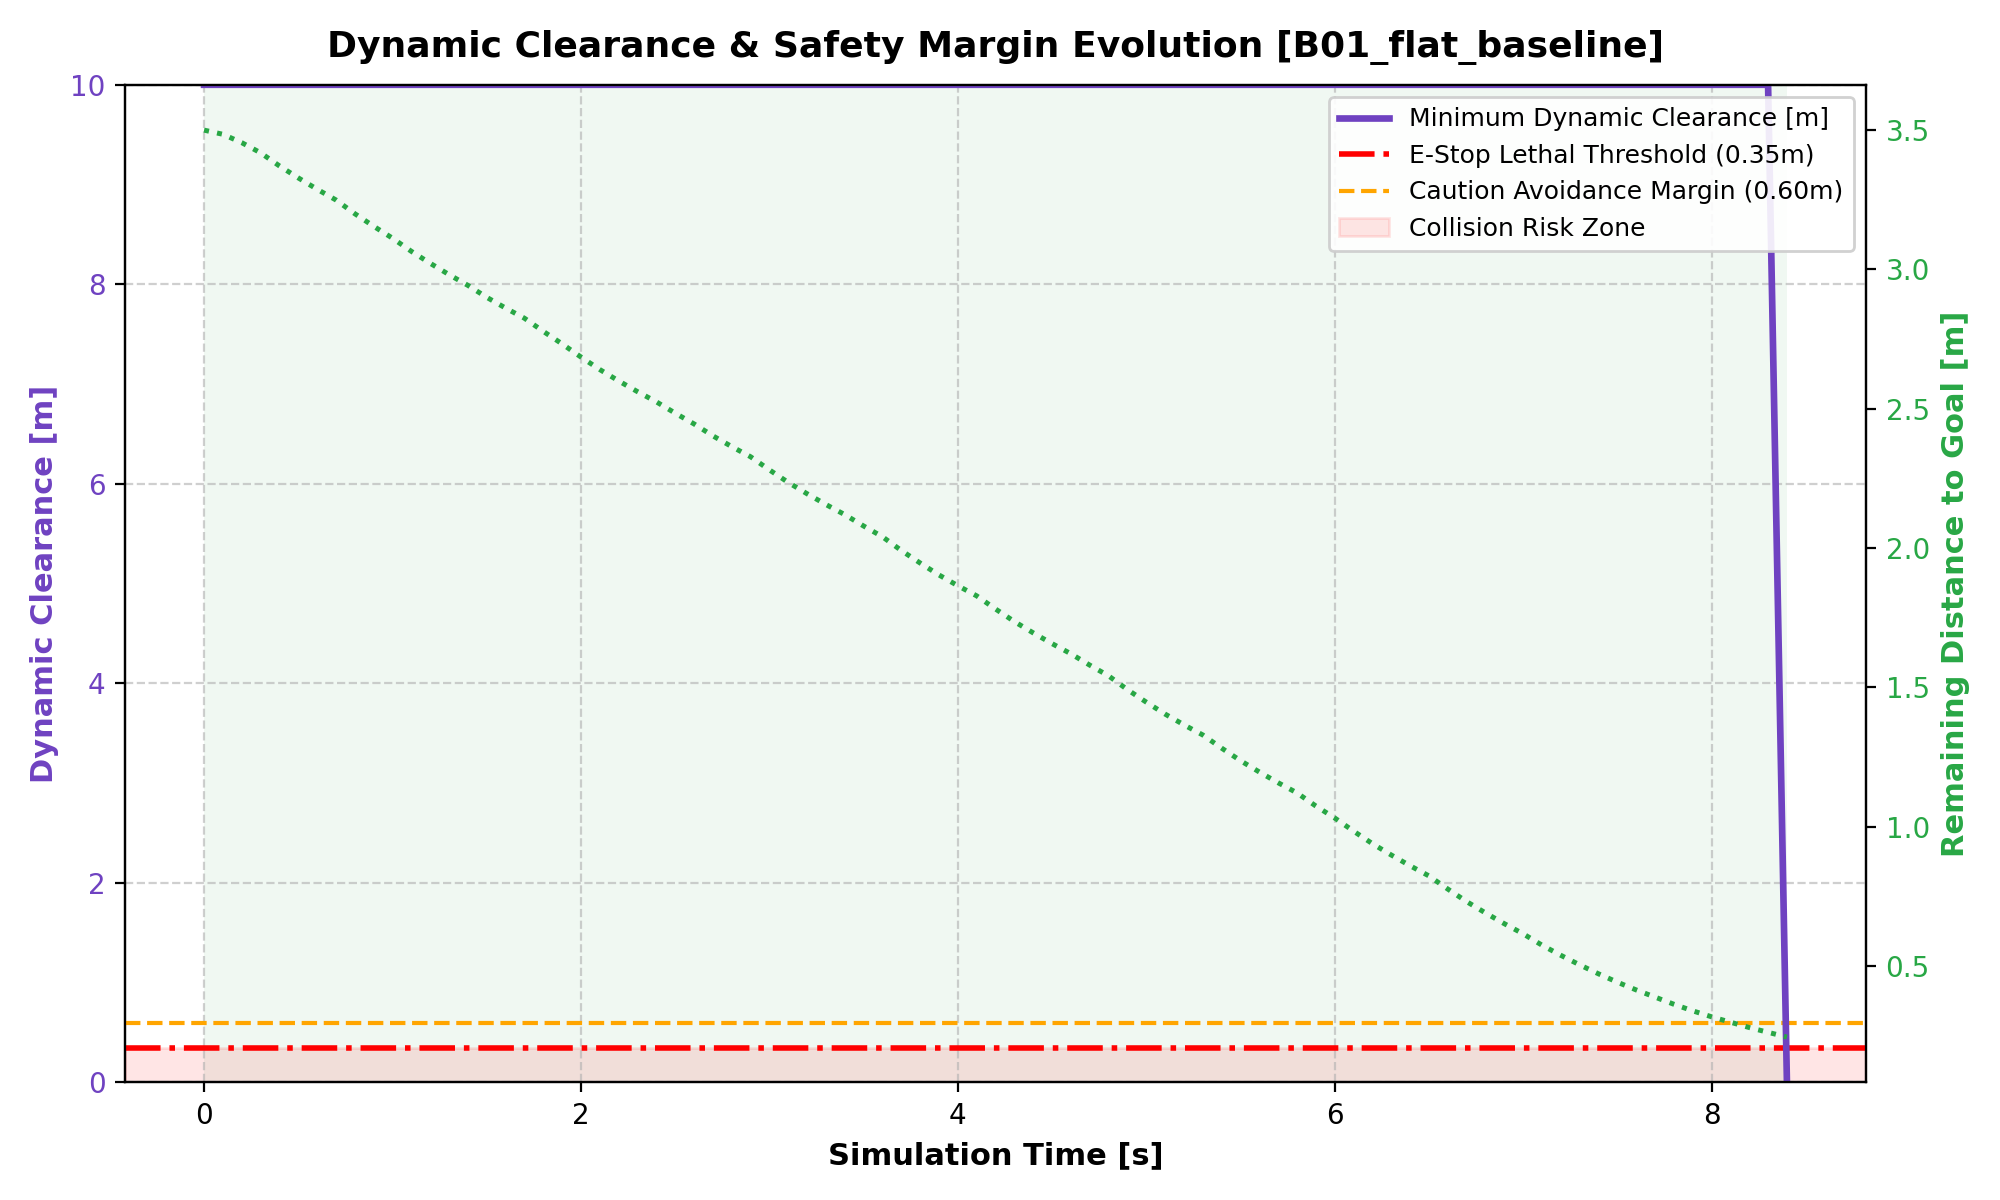 Dynamic Clearance & Safety Margin Evolution [B01_flat_baseline]
Minimum Dynamic Clearance [m]
E-Stop Lethal Threshold (0.35m)
Caution Avoidance Margin (0.60m)
Collision Risk Zone
Dynamic Clearance [m]
10
8
6
4
2
0
Remaining Distance to Goal [m]
3.5
3.0
2.5
2.0
1.5
1.0
0.5
0 2 4 6 8
Simulation Time [s]